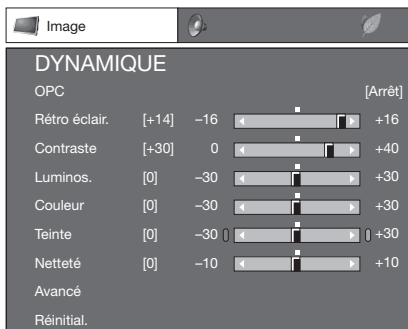 Image
DYNAMIQUE
OPC [Arrêt]
Rétro éclair. [+14] –16 +16
Contraste [+30] 0 +40
Luminos. [0] –30 +30
Couleur [0] –30 +30
Teinte [0] –30 +30
Netteté [0] –10 +10
Avancé
Réinitial.